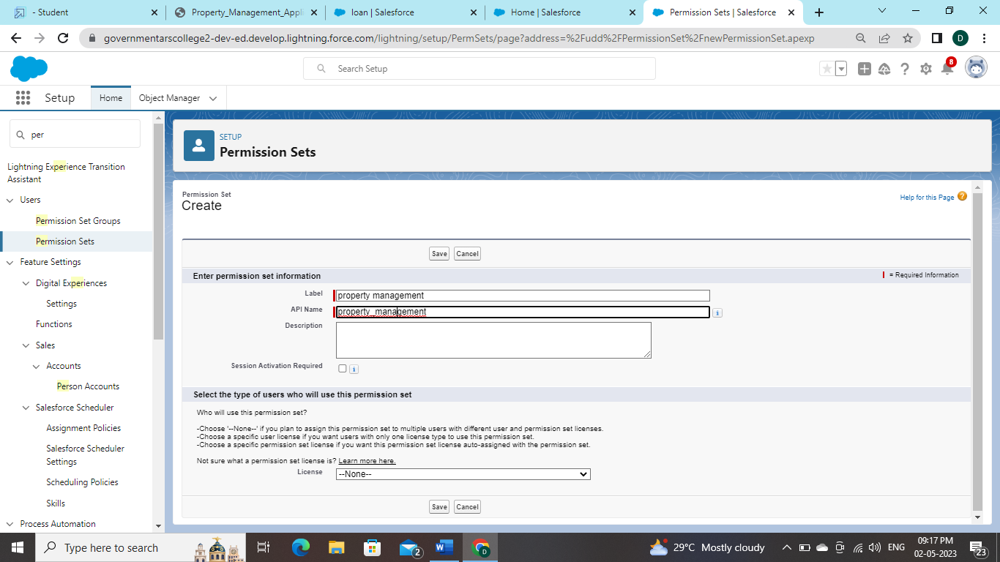 - Student
Property_Management_Appli
loan | Salesforce
Home | Salesforce
Permission Sets | Salesforce
governmentarscollege2-dev-ed.develop.lightning.force.com/lightning/setup/PermSets/page?address=%2Fudd%2FPermissionSet%2FnewPermissionSet.apexp
D
Search Setup
8
Setup
Home
Object Manager
per
Lightning Experience Transition
Assistant
Users
Permission Set Groups
Permission Sets
Feature Settings
Digital Experiences
Settings
Functions
Sales
Accounts
Person Accounts
Salesforce Scheduler
Assignment Policies
Salesforce Scheduler
Settings
Scheduling Policies
Skills
Process Automation
SETUP
Permission Sets
Permission Set
Create
Help for this Page
Save Cancel
Enter permission set information
= Required Information
Label property management
API Name property_management
Description
Session Activation Required
Select the type of users who will use this permission set
Who will use this permission set?
-Choose '--None--' if you plan to assign this permission set to multiple users with different user and permission set licenses.
-Choose a specific user license if you want users with only one license type to use this permission set.
-Choose a specific permission set license if you want this permission set license auto-assigned with the permission set.
Not sure what a permission set license is? Learn more here.
License --None--
Save Cancel
Type here to search
2
D
29°C Mostly cloudy
ENG
09:17 PM
02-05-2023
23